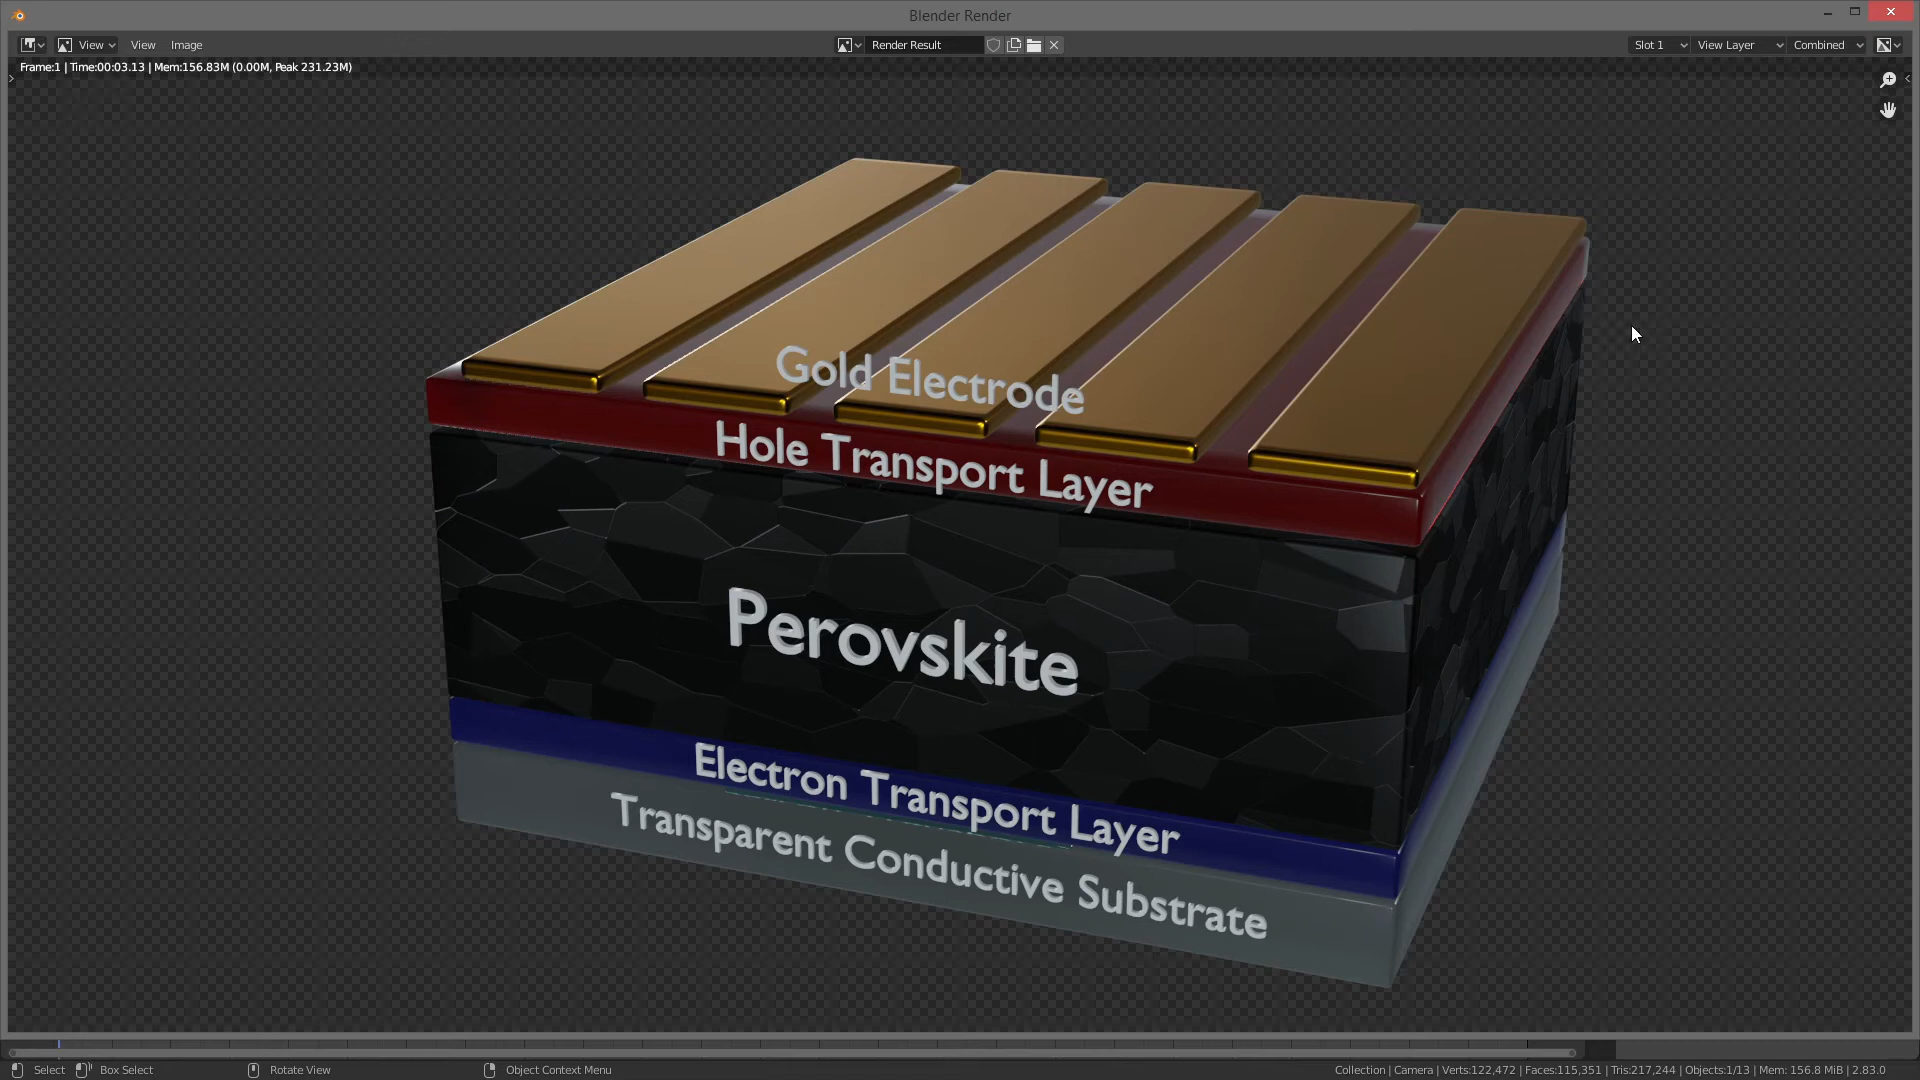 Blender Render
View View Image Render Result Slot 1 View Layer Combined
Frame:1 | Time:00:03.13 | Mem:156.83M (0.00M, Peak 231.23M)
Gold Electrode
Hole Transport Layer
Perovskite
Electron Transport Layer
Transparent Conductive Substrate
Select Box Select Rotate View Object Context Menu Collection | Camera | Verts:122,472 | Faces:115,351 | Tris:217,244 | Objects:1/13 | Mem: 156.8 MiB | 2.83.0